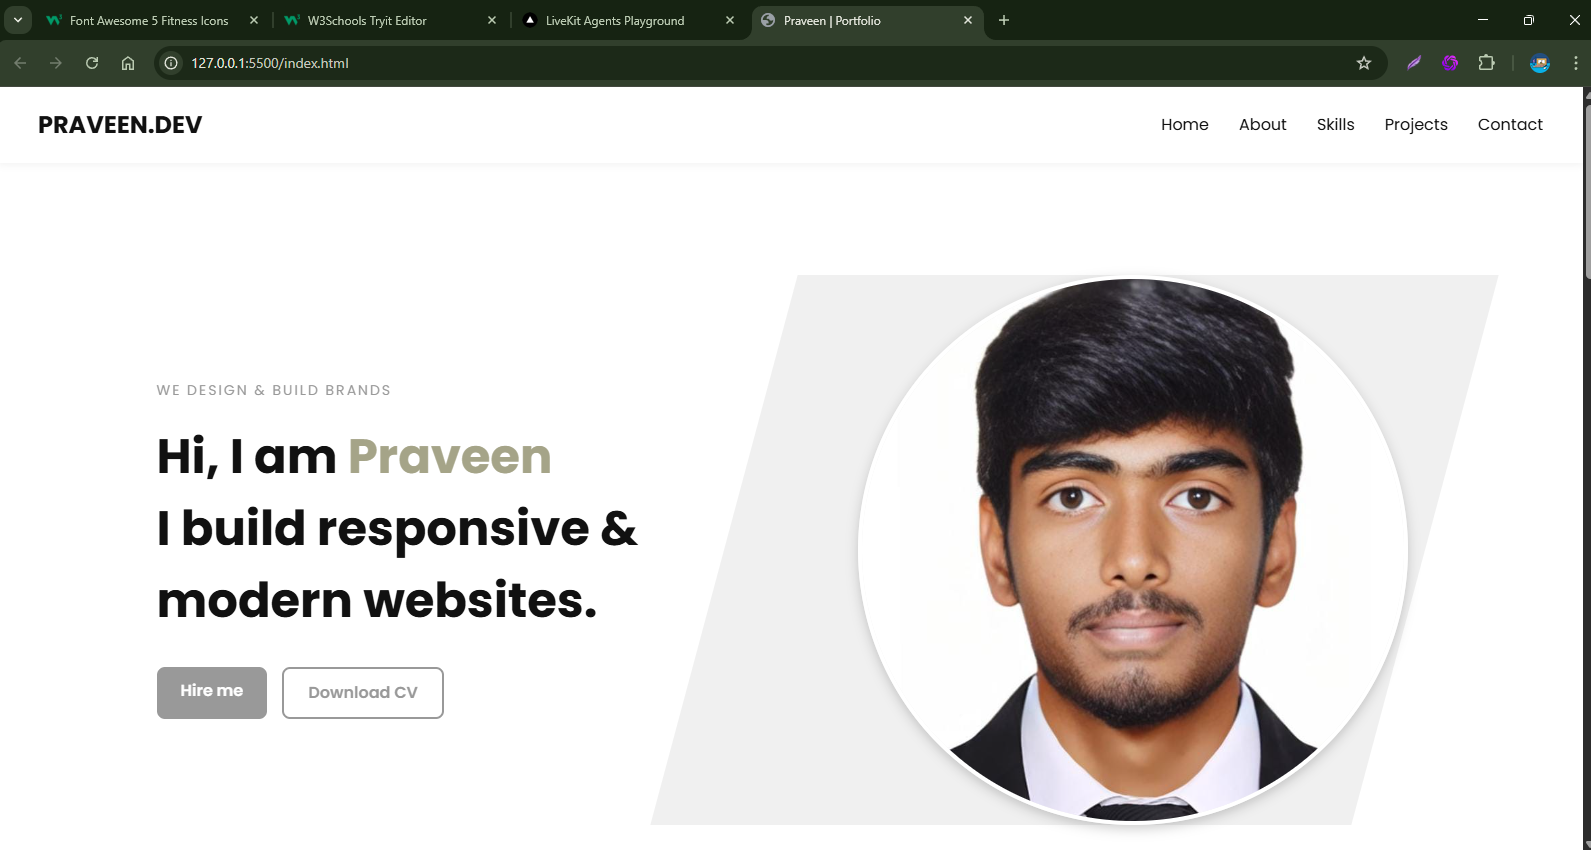 Font Awesome 5 Fitness Icons
W3Schools Tryit Editor
LiveKit Agents Playground
Praveen | Portfolio
127.0.0.1:5500/index.html
PRAVEEN.DEV
Home
About
Skills
Projects
Contact
WE DESIGN & BUILD BRANDS
Hi, I am Praveen
I build responsive &
modern websites.
Hire me
Download CV